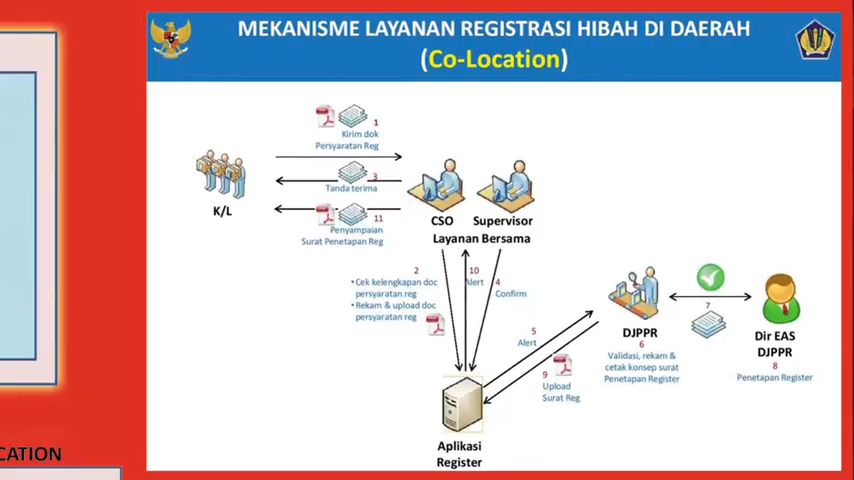 MEKANISME LAYANAN REGISTRASI HIBAH DI DAERAH
(Co-Location)
1
Kirim dok
Persyaratan Reg
3
Tanda terima
11
Penyampaian
Surat Penetapan Reg
K/L
CSO
Supervisor
Layanan Bersama
2
• Cek kelengkapan doc
persyaratan reg
• Rekam & upload doc
persyaratan reg
10
Alert
4
Confirm
5
Alert
9
Upload
Surat Reg
DJPPR
6
Validasi, rekam &
cetak konsep surat
Penetapan Register
7
Dir EAS
DJPPR
8
Penetapan Register
Aplikasi
Register
CATION